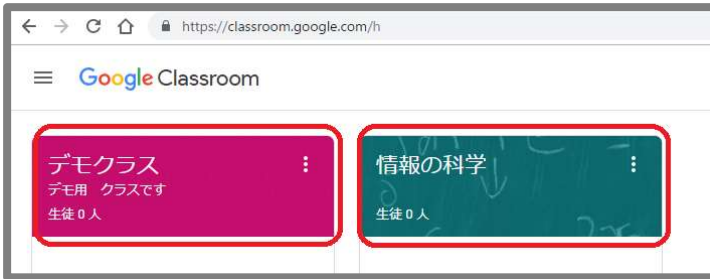 https://classroom.google.com/h
Google Classroom
デモクラス
デモ用　クラスです
生徒 0 人
情報の科学
生徒 0 人